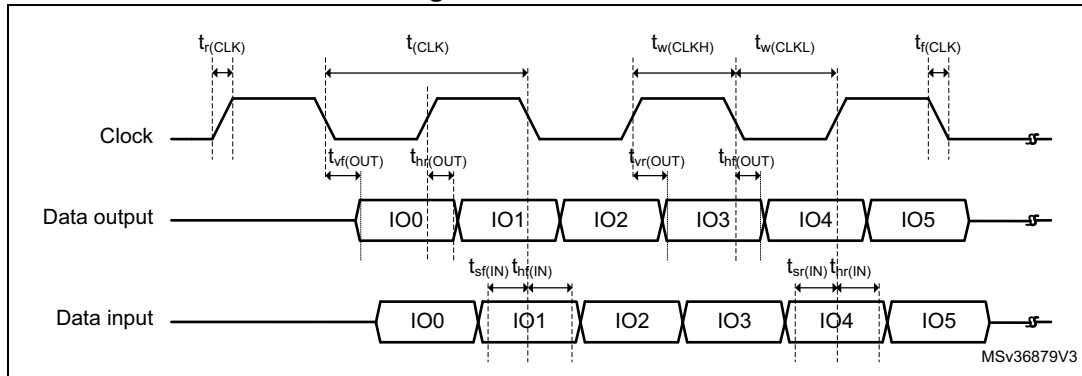 t_r(CLK) t_(CLK) t_w(CLKH) t_w(CLKL) t_f(CLK)
Clock
t_vf(OUT) t_hr(OUT) t_vr(OUT) t_hf(OUT)
Data output IO0 IO1 IO2 IO3 IO4 IO5
t_sf(IN) t_hf(IN) t_sr(IN) t_hr(IN)
Data input IO0 IO1 IO2 IO3 IO4 IO5
MSv36879V3